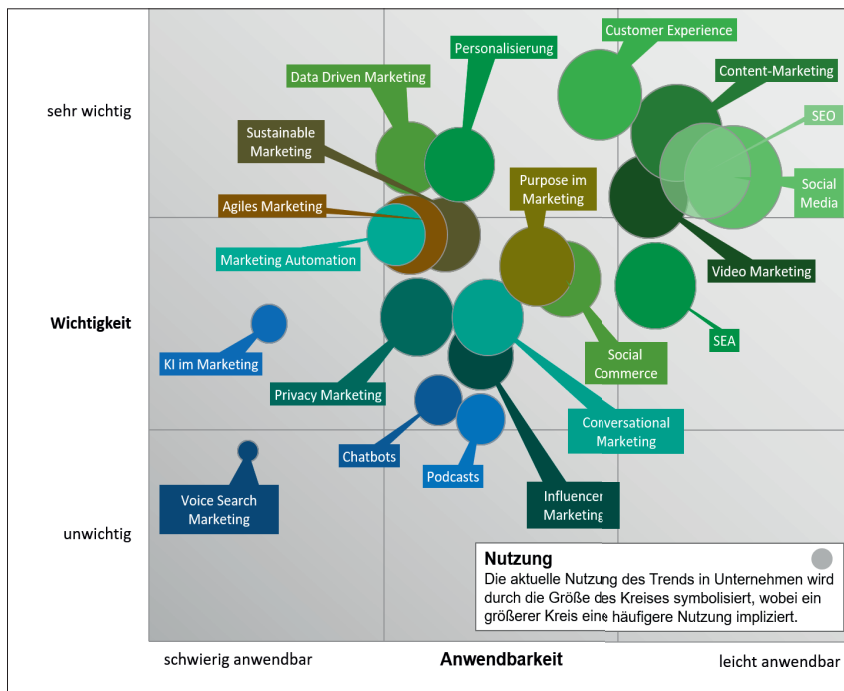 Customer Experience
Personalisierung
Content-Marketing
Data Driven Marketing
sehr wichtig
SEO
Sustainable
Marketing
Purpose im
Marketing
Social
Media
Agiles Marketing
Marketing Automation
Video Marketing
Wichtigkeit
SEA
KI im Marketing
Social
Commerce
Privacy Marketing
Conversational
Marketing
Chatbots
Podcasts
Voice Search
Marketing
Influencer
Marketing
unwichtig
Nutzung
Die aktuelle Nutzung des Trends in Unternehmen wird
durch die Größe des Kreises symbolisiert, wobei ein
größerer Kreis eine häufigere Nutzung impliziert.
schwierig anwendbar
Anwendbarkeit
leicht anwendbar